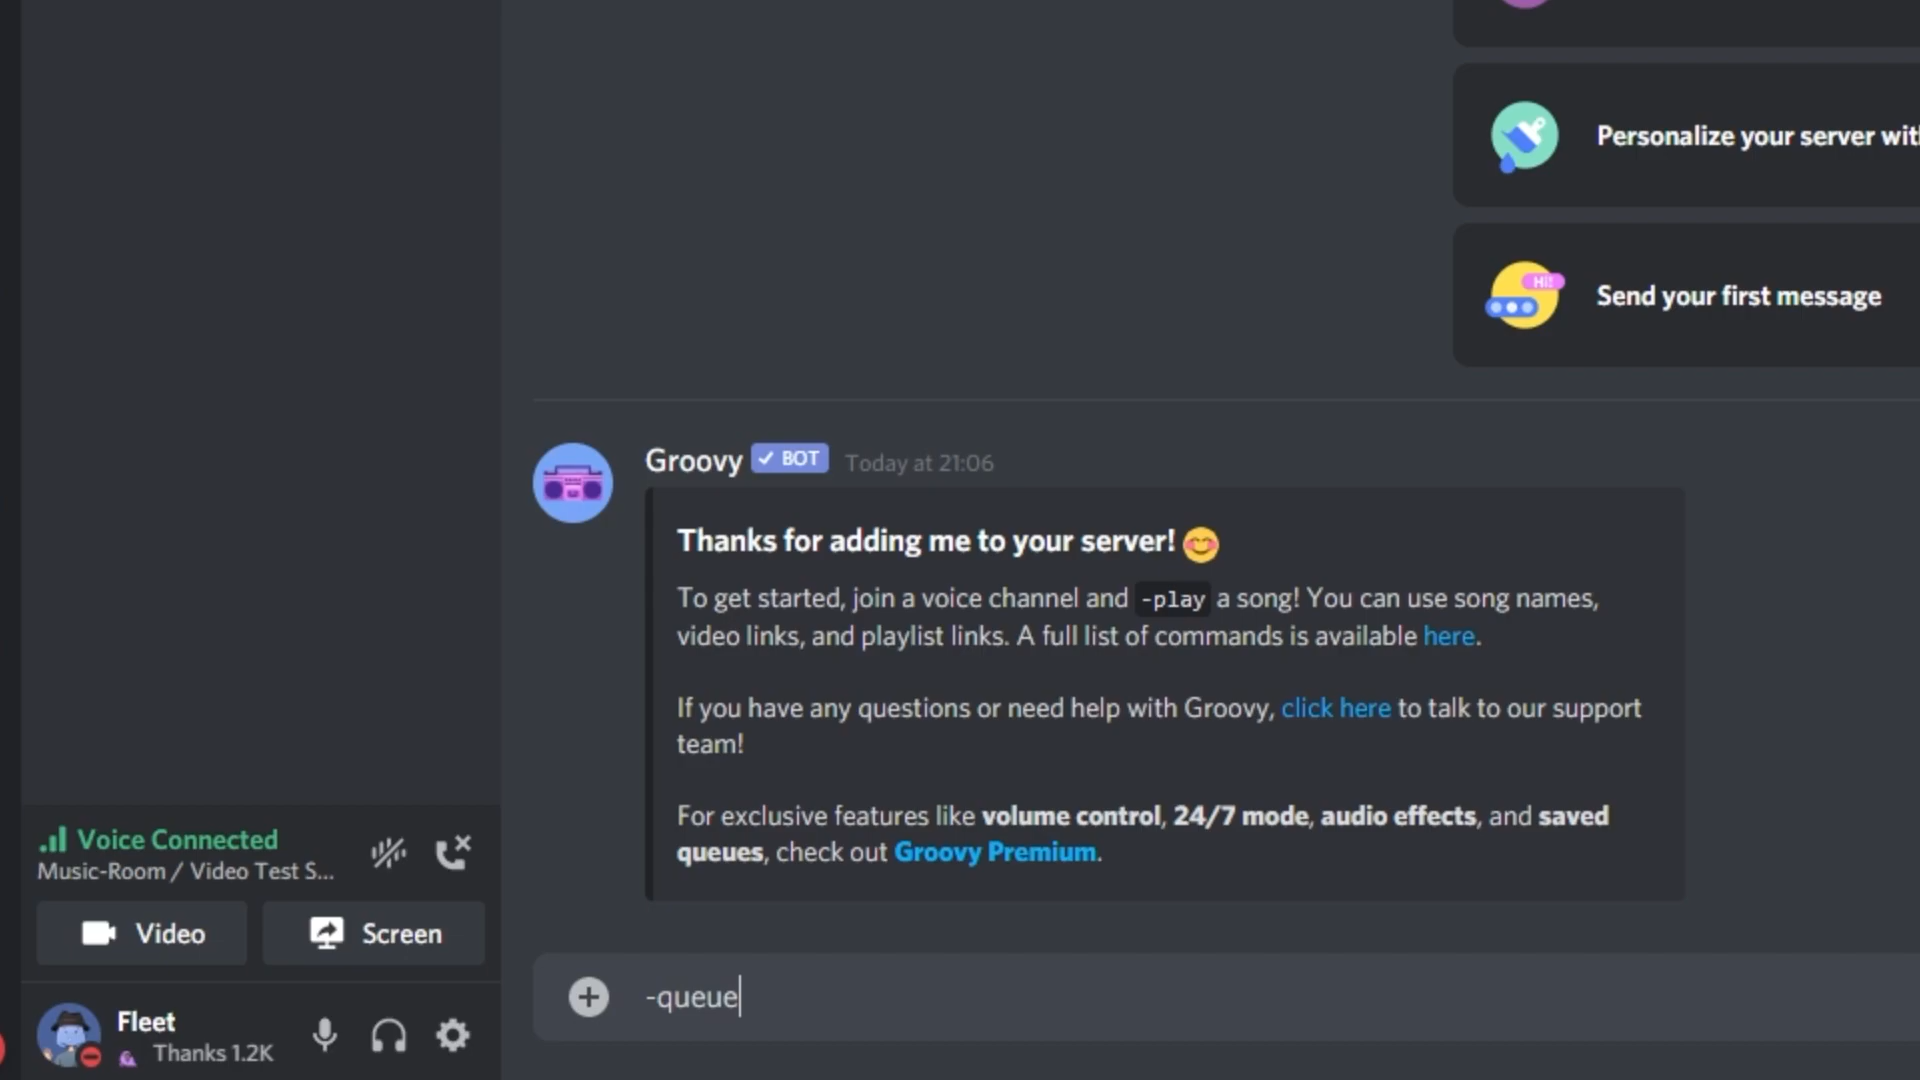 Personalize your server
Hi!
Send your first message
Groovy BOT Today at 21:06
Thanks for adding me to your server!
To get started, join a voice channel and -play a song! You can use song names,
video links, and playlist links. A full list of commands is available here.
If you have any questions or need help with Groovy, click here to talk to our support
team!
For exclusive features like volume control, 24/7 mode, audio effects, and saved
queues, check out Groovy Premium.
Voice Connected
Music-Room / Video Test S...
Video
Screen
-queue
Fleet
Thanks 1.2K